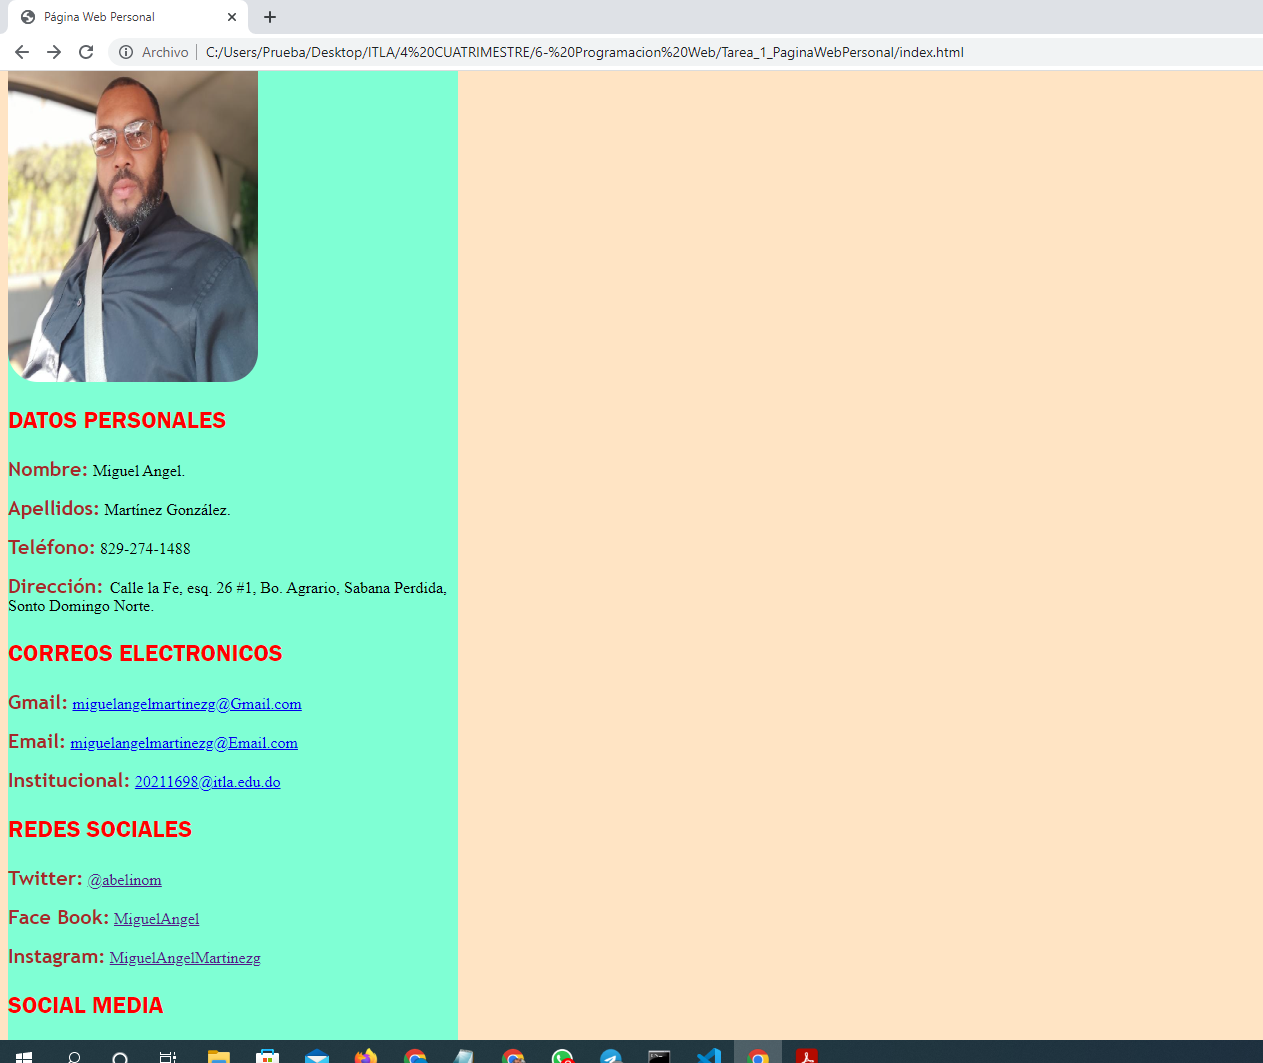 Página Web Personal
Archivo | C:/Users/Prueba/Desktop/ITLA/4%20CUATRIMESTRE/6-%20Programacion%20Web/Tarea_1_PaginaWebPersonal/index.html
DATOS PERSONALES
Nombre: Miguel Angel.
Apellidos: Martínez González.
Teléfono: 829-274-1488
Dirección: Calle la Fe, esq. 26 #1, Bo. Agrario, Sabana Perdida,
Sonto Domingo Norte.
CORREOS ELECTRONICOS
Gmail: miguelangelmartinezg@Gmail.com
Email: miguelangelmartinezg@Email.com
Institucional: 20211698@itla.edu.do
REDES SOCIALES
Twitter: @abelinom
Face Book: MiguelAngel
Instagram: MiguelAngelMartinezg
SOCIAL MEDIA